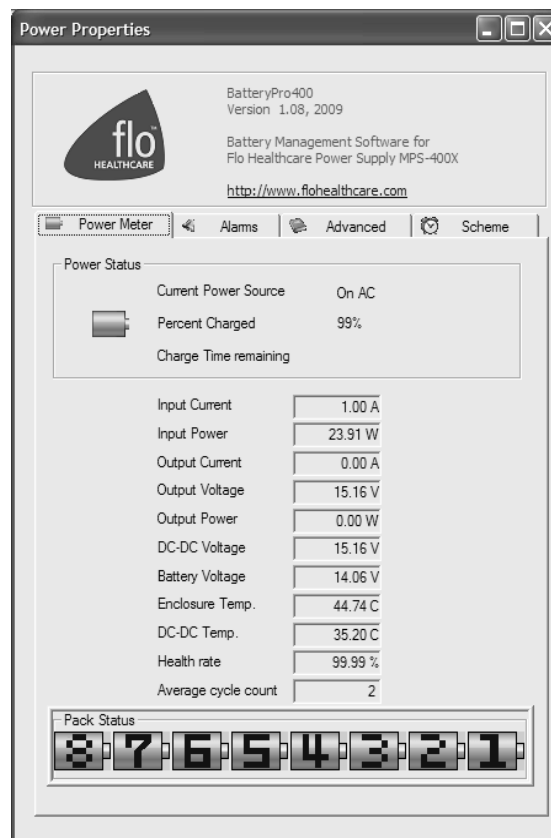 Power Properties
flo™
HEALTHCARE
BatteryPro400
Version 1.08, 2009
Battery Management Software for
Flo Healthcare Power Supply MPS-400X
http://www.flohealthcare.com
Power Meter Alarms Advanced Scheme
Power Status
Current Power Source On AC
Percent Charged 99%
Charge Time remaining
Input Current 1.00 A
Input Power 23.91 W
Output Current 0.00 A
Output Voltage 15.16 V
Output Power 0.00 W
DC-DC Voltage 15.16 V
Battery Voltage 14.06 V
Enclosure Temp. 44.74 C
DC-DC Temp. 35.20 C
Health rate 99.99 %
Average cycle count 2
Pack Status
8 7 6 5 4 3 2 1